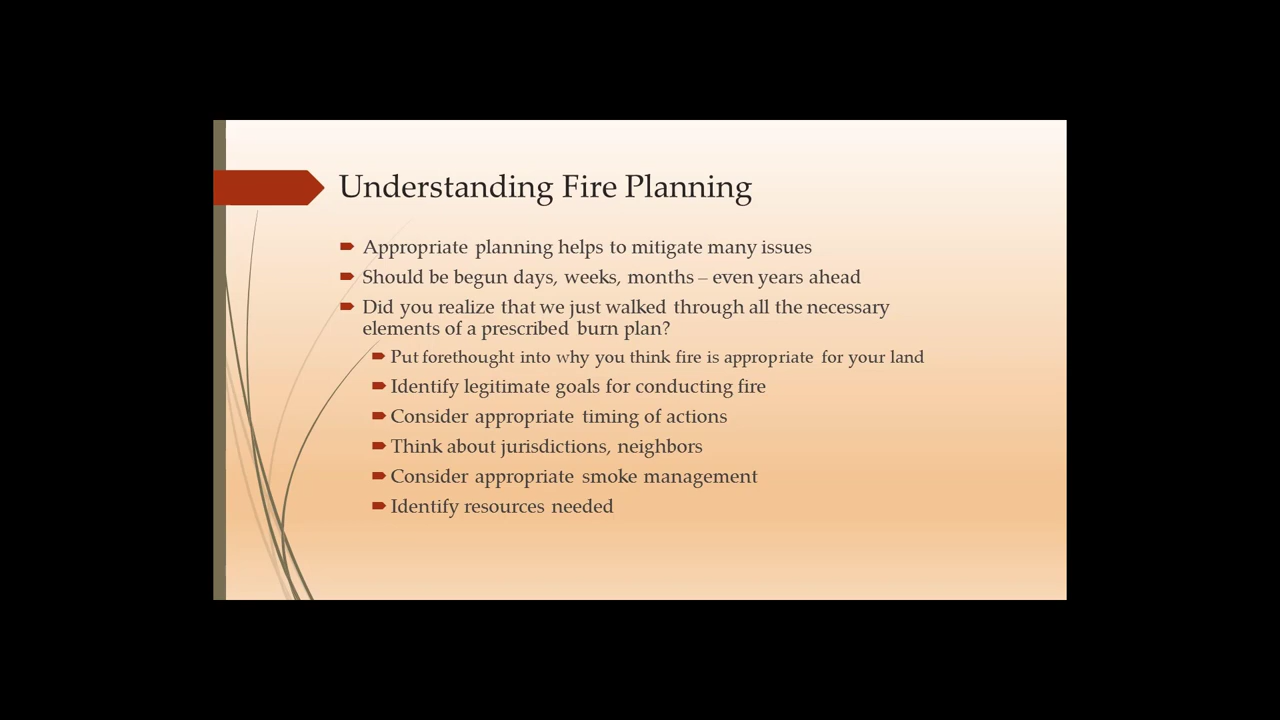 Understanding Fire Planning
Appropriate planning helps to mitigate many issues
Should be begun days, weeks, months – even years ahead
Did you realize that we just walked through all the necessary
elements of a prescribed burn plan?
Put forethought into why you think fire is appropriate for your land
Identify legitimate goals for conducting fire
Consider appropriate timing of actions
Think about jurisdictions, neighbors
Consider appropriate smoke management
Identify resources needed